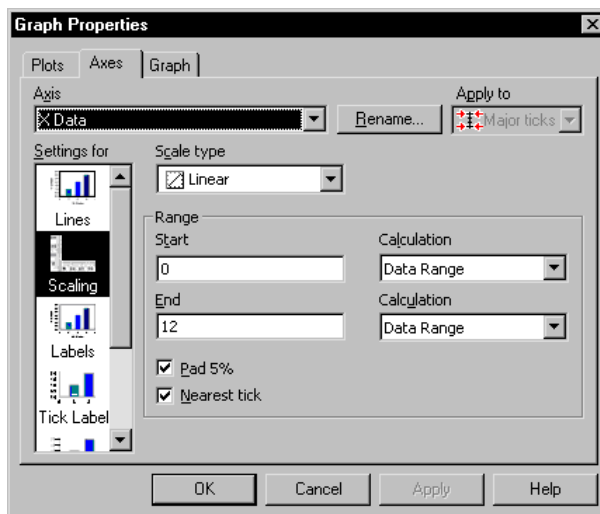 Graph Properties
Plots Axes Graph
Axis Apply to
X Data Rename... Major ticks
Settings for Scale type
Linear
Lines
Range
Start Calculation
0 Data Range
Scaling
End Calculation
12 Data Range
Labels
Pad 5%
Nearest tick
Tick Label
OK Cancel Apply Help